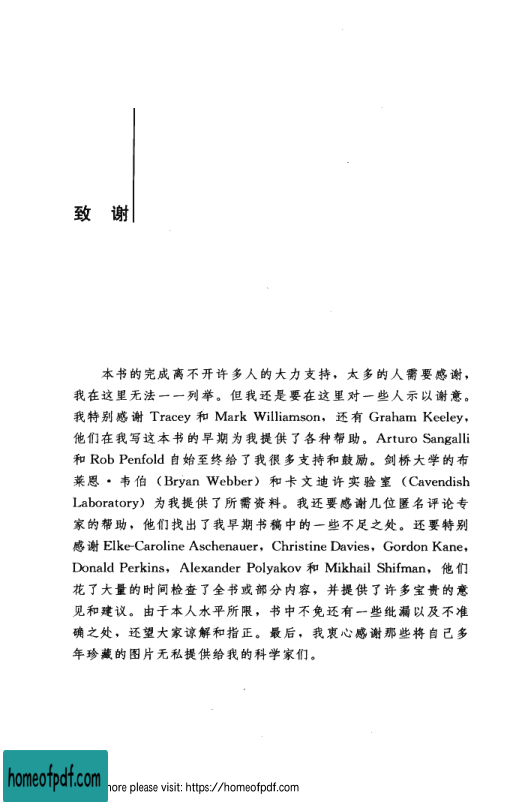 致 谢
本书的完成离不开许多人的大力支持，太多的人需要感谢，
我在这里无法一一列举。但我还是要在这里对一些人示以谢意。
我特别感谢 Tracey 和 Mark Williamson，还有 Graham Keeley，
他们在我写这本书的早期为我提供了各种帮助。Arturo Sangalli
和 Rob Penfold 自始至终给了我很多支持和鼓励。剑桥大学的布
莱恩·韦伯（Bryan Webber）和卡文迪许实验室（Cavendish
Laboratory）为我提供了所需资料。我还要感谢几位匿名评论专
家的帮助，他们找出了我早期书稿中的一些不足之处。还要特别
感谢 Elke-Caroline Aschenauer，Christine Davies，Gordon Kane，
Donald Perkins，Alexander Polyakov 和 Mikhail Shifman，他们
花了大量的时间检查了全书或部分内容，并提供了许多宝贵的意
见和建议。由于本人水平所限，书中不免还有一些纰漏以及不准
确之处，还望大家谅解和指正。最后，我衷心感谢那些将自己多
年珍藏的图片无私提供给我的科学家们。
homeofpdf.com
ore please visit: https://homeofpdf.com